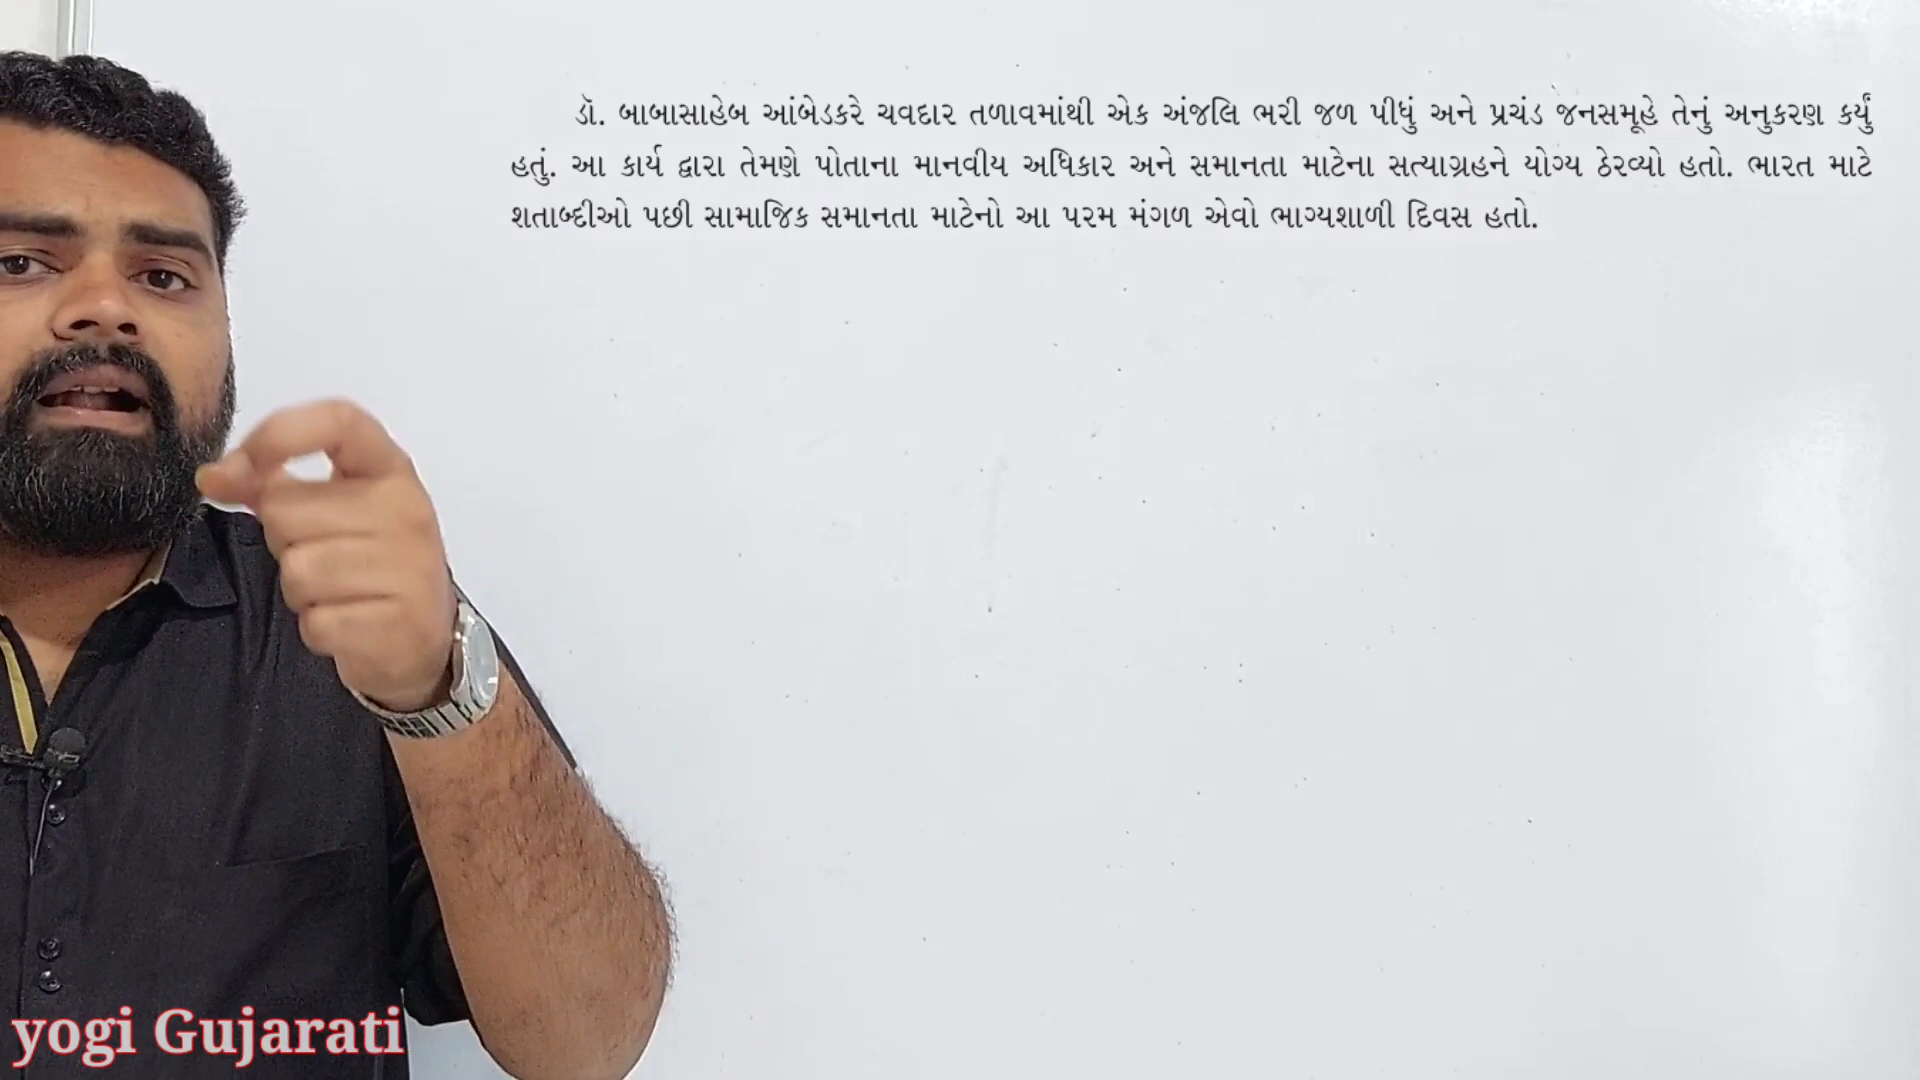 ડૉ. બાબાસાહેબ આંબેડકરે ચવદાર તળાવમાંથી એક અંજલિ ભરી જળ પીધું અને પ્રચંડ જનસમૂહે તેનું અનુકરણ કર્યું
હતું. આ કાર્ય દ્વારા તેમણે પોતાના માનવીય અધિકાર અને સમાનતા માટેના સત્યાગ્રહને યોગ્ય ઠેરવ્યો હતો. ભારત માટે
શતાબ્દીઓ પછી સામાજિક સમાનતા માટેનો આ પરમ મંગળ એવો ભાગ્યશાળી દિવસ હતો.
yogi Gujarati